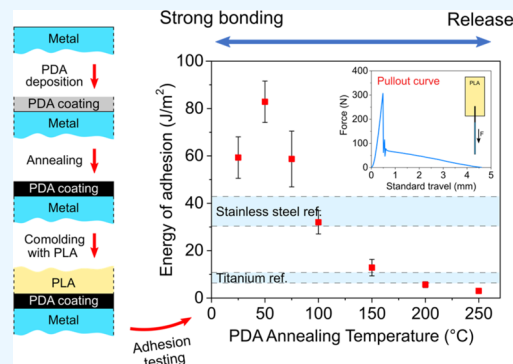 Metal
PDA
deposition
PDA coating
Metal
Annealing
PDA coating
Metal
Comolding
with PLA
PLA
PDA coating
Metal
Adhesion
testing
Strong bonding
Release
Energy of adhesion (J/m²)
100
80
60
40
20
0
Stainless steel ref.
Titanium ref.
0
50
100
150
200
250
PDA Annealing Temperature (°C)
Pullout curve
Force (N)
400
300
200
100
0
0
1
2
3
4
5
Standard travel (mm)
PLA
F